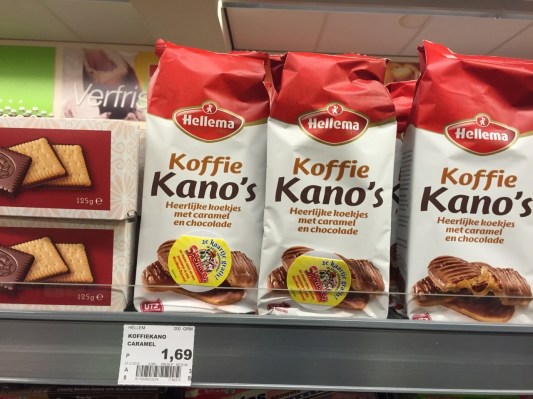 Verfris
Hellema
Koffie
Kano's
Heerlijke koekjes
met caramel
en chocolade
UTZ
Hellema
Koffie
Kano's
Heerlijke koekjes
met caramel
en chocolade
Hellema
Koffie
Kano's
Heerlijke koekjes
met caramel
en chocolade
125g
125g
HELLEM
KOFFIEKANO
CARAMEL
P
1,69
A